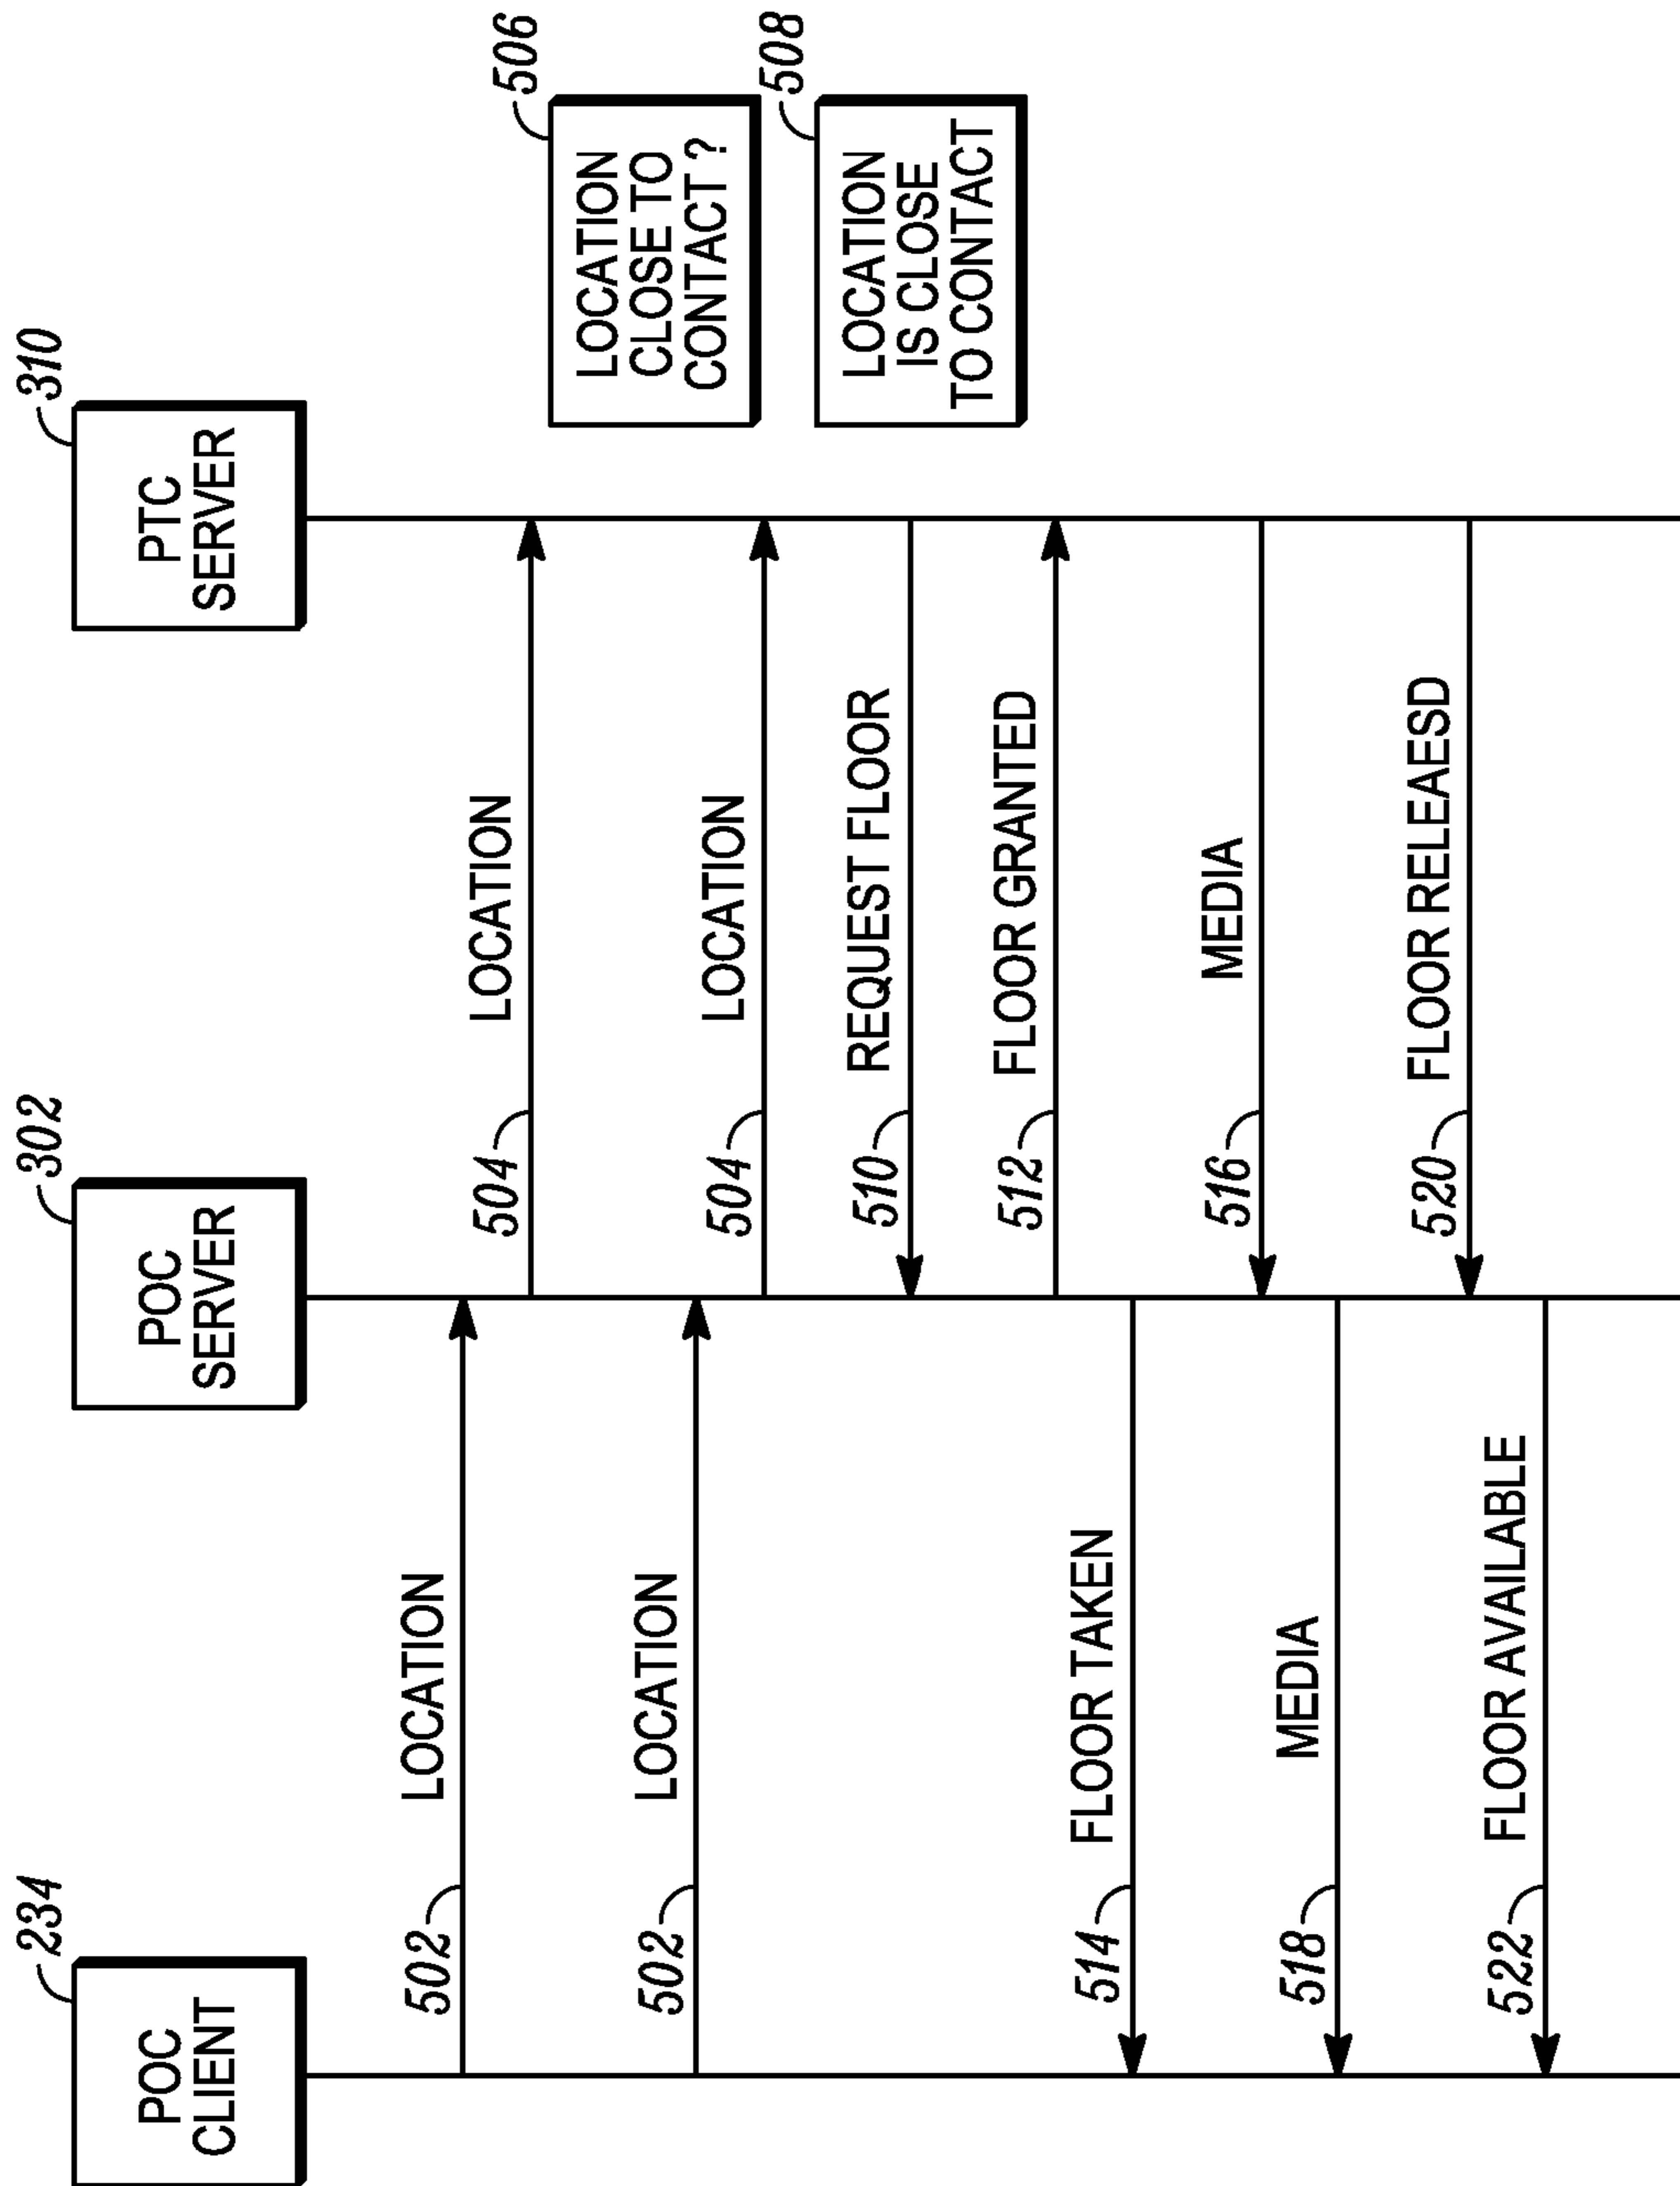 234
POC
CLIENT
302
POC
SERVER
310
PTC
SERVER
502
LOCATION
504
LOCATION
506
LOCATION
CLOSE TO
CONTACT ?
502
LOCATION
504
LOCATION
508
LOCATION
IS CLOSE
TO CONTACT
510
REQUEST FLOOR
512
FLOOR GRANTED
514
FLOOR TAKEN
516
MEDIA
518
MEDIA
520
FLOOR RELEAESD
522
FLOOR AVAILABLE